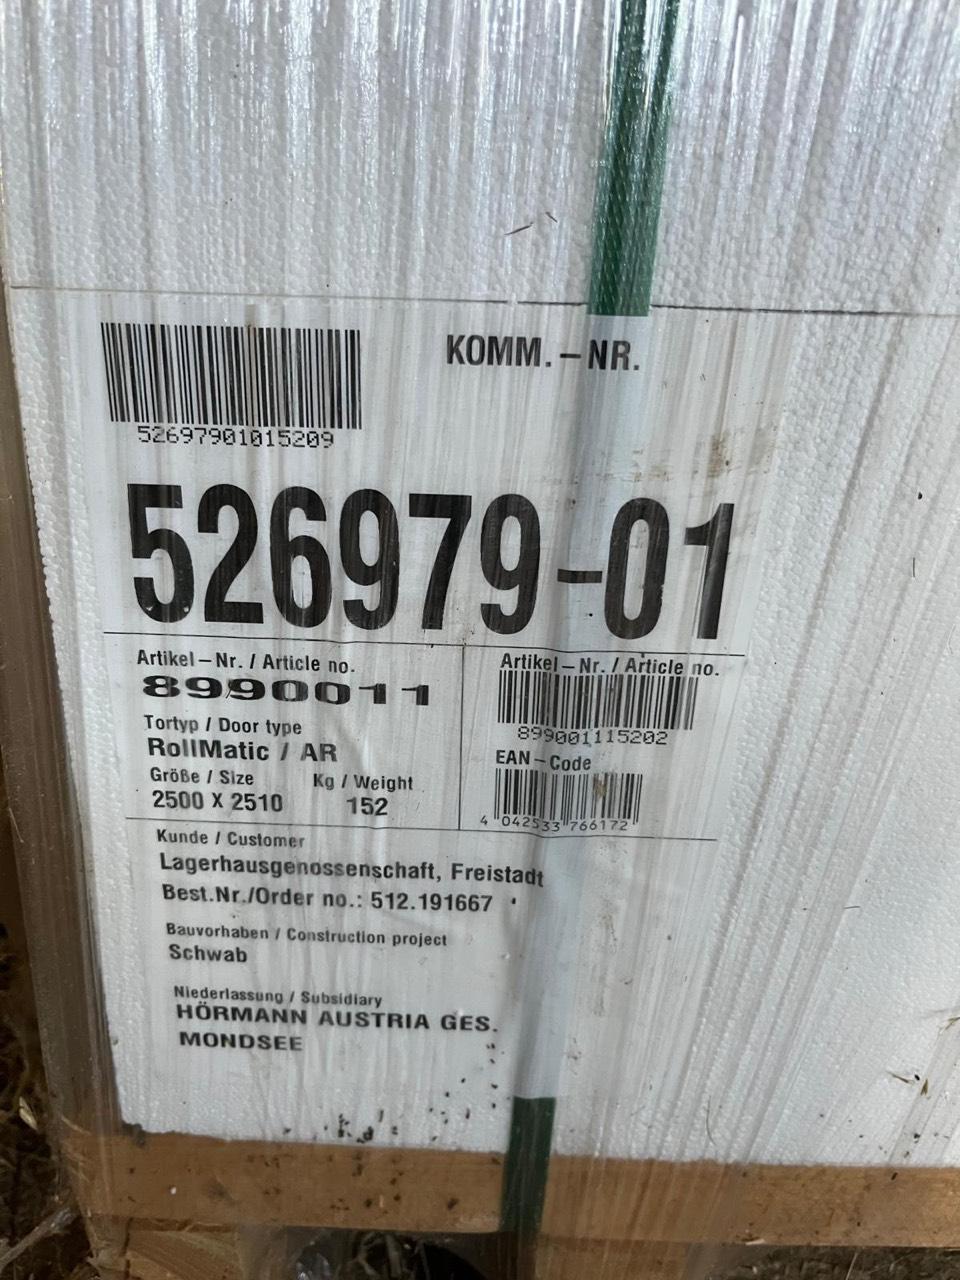 KOMM.–NR.
52697901015209
526979-01
Artikel–Nr. / Article no.
8990011
Tortyp / Door type
RollMatic / AR
Größe / Size
Kg / Weight
2500 X 2510
152
Artikel–Nr. / Article no.
899001115202
EAN–Code
4 042533 766172
Kunde / Customer
Lagerhausgenossenschaft, Freistadt
Best.Nr./Order no.: 512.191667
Bauvorhaben / Construction project
Schwab
Niederlassung / Subsidiary
HÖRMANN AUSTRIA GES.
MONDSEE